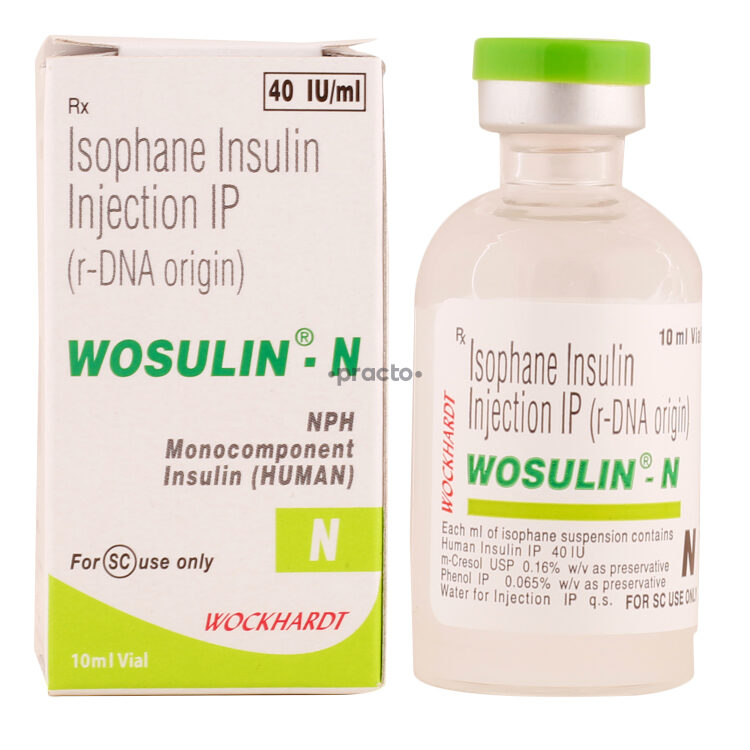 40 IU/ml
Rx
Isophane Insulin
Injection IP
(r-DNA origin)
WOSULIN® - N
•practo•
NPH
Monocomponent
Insulin (HUMAN)
N
For SC use only
WOCKHARDT
10ml Vial
Rx
10 ml Vial
Isophane Insulin
Injection IP (r-DNA origin)
WOSULIN® - N
WOCKHARDT
Each ml of isophane suspension contains
Human Insulin IP 40 IU
m-Cresol USP 0.16% w/v as preservative
Phenol IP 0.065% w/v as preservative
Water for Injection IP q.s. FOR SC USE ONLY
N